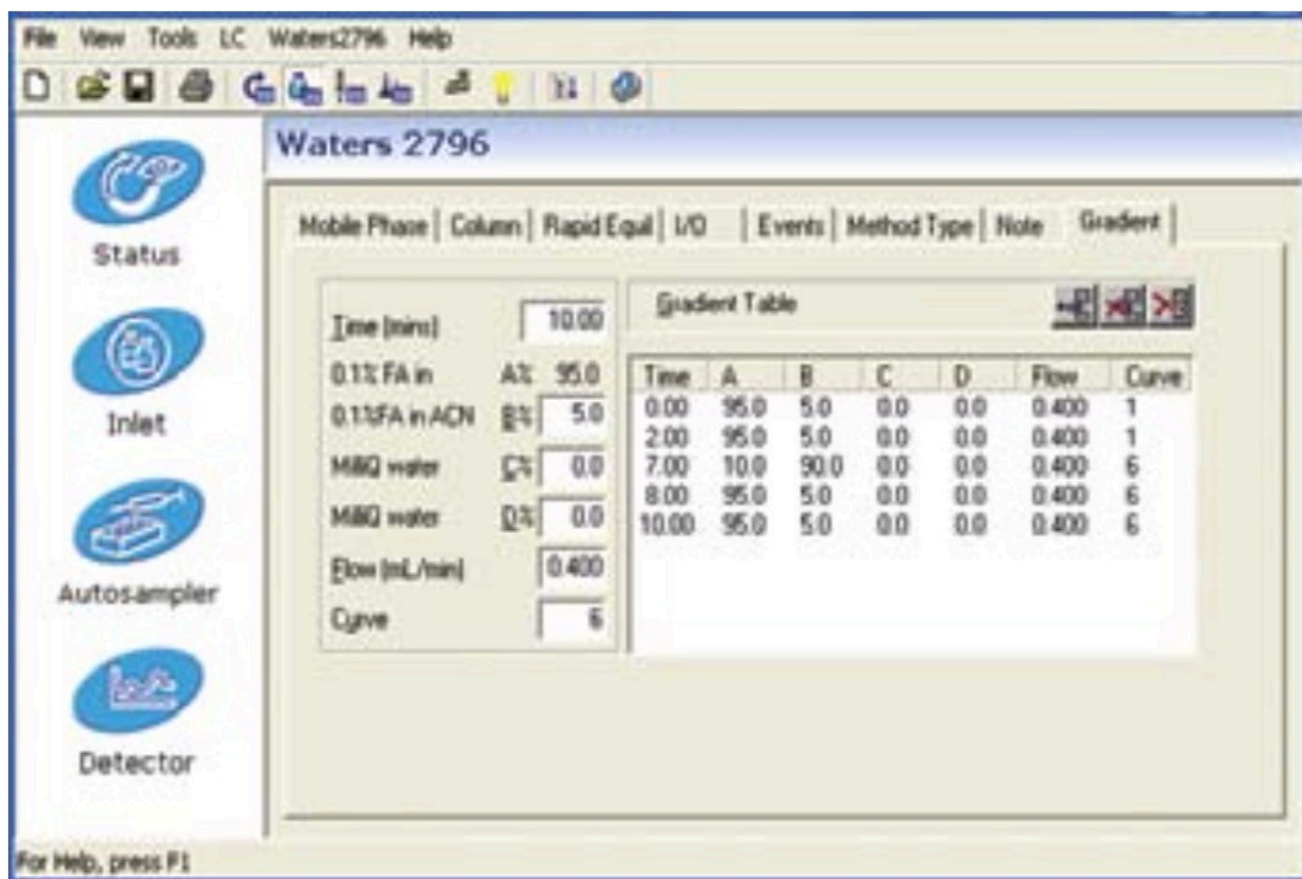 File View Tools LC Waters2796 Help
Waters 2796
Status
Inlet
Autosampler
Detector
Mobile Phase Column Rapid Equil I/O Events Method Type Note Gradient
Time (mins) 10.00
0.1% FA in A% 95.0
0.1%FA in ACN B% 5.0
MilliQ water C% 0.0
MilliQ water D% 0.0
Flow (mL/min) 0.400
Curve 6
Gradient Table
Time A B C D Flow Curve
0.00 95.0 5.0 0.0 0.0 0.400 1
2.00 95.0 5.0 0.0 0.0 0.400 1
7.00 10.0 90.0 0.0 0.0 0.400 6
8.00 95.0 5.0 0.0 0.0 0.400 6
10.00 95.0 5.0 0.0 0.0 0.400 6
For Help, press F1